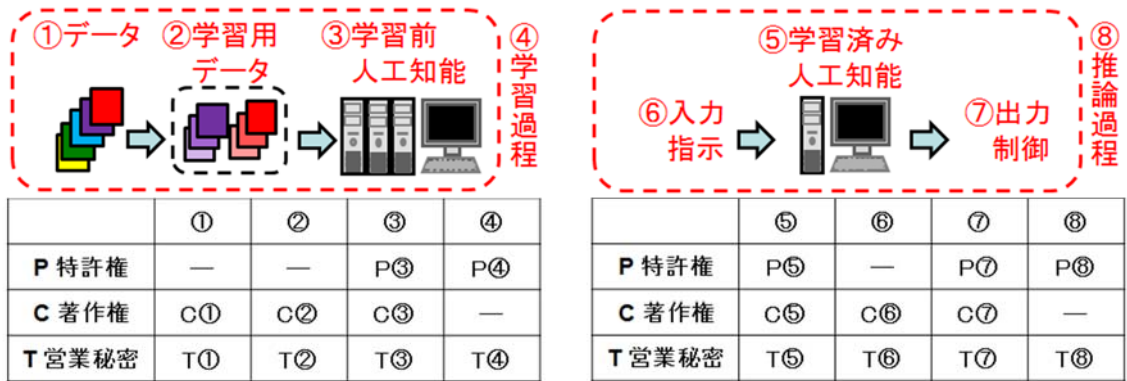 ①データ
②学習用
データ
③学習前
人工知能
④学習過程
① ② ③ ④
P 特許権 — — P③ P④
C 著作権 C① C② C③ —
T 営業秘密 T① T② T③ T④
⑤学習済み
人工知能
⑥入力
指示
⑦出力
制御
⑧推論過程
⑤ ⑥ ⑦ ⑧
P 特許権 P⑤ — P⑦ P⑧
C 著作権 C⑤ C⑥ C⑦ —
T 営業秘密 T⑤ T⑥ T⑦ T⑧